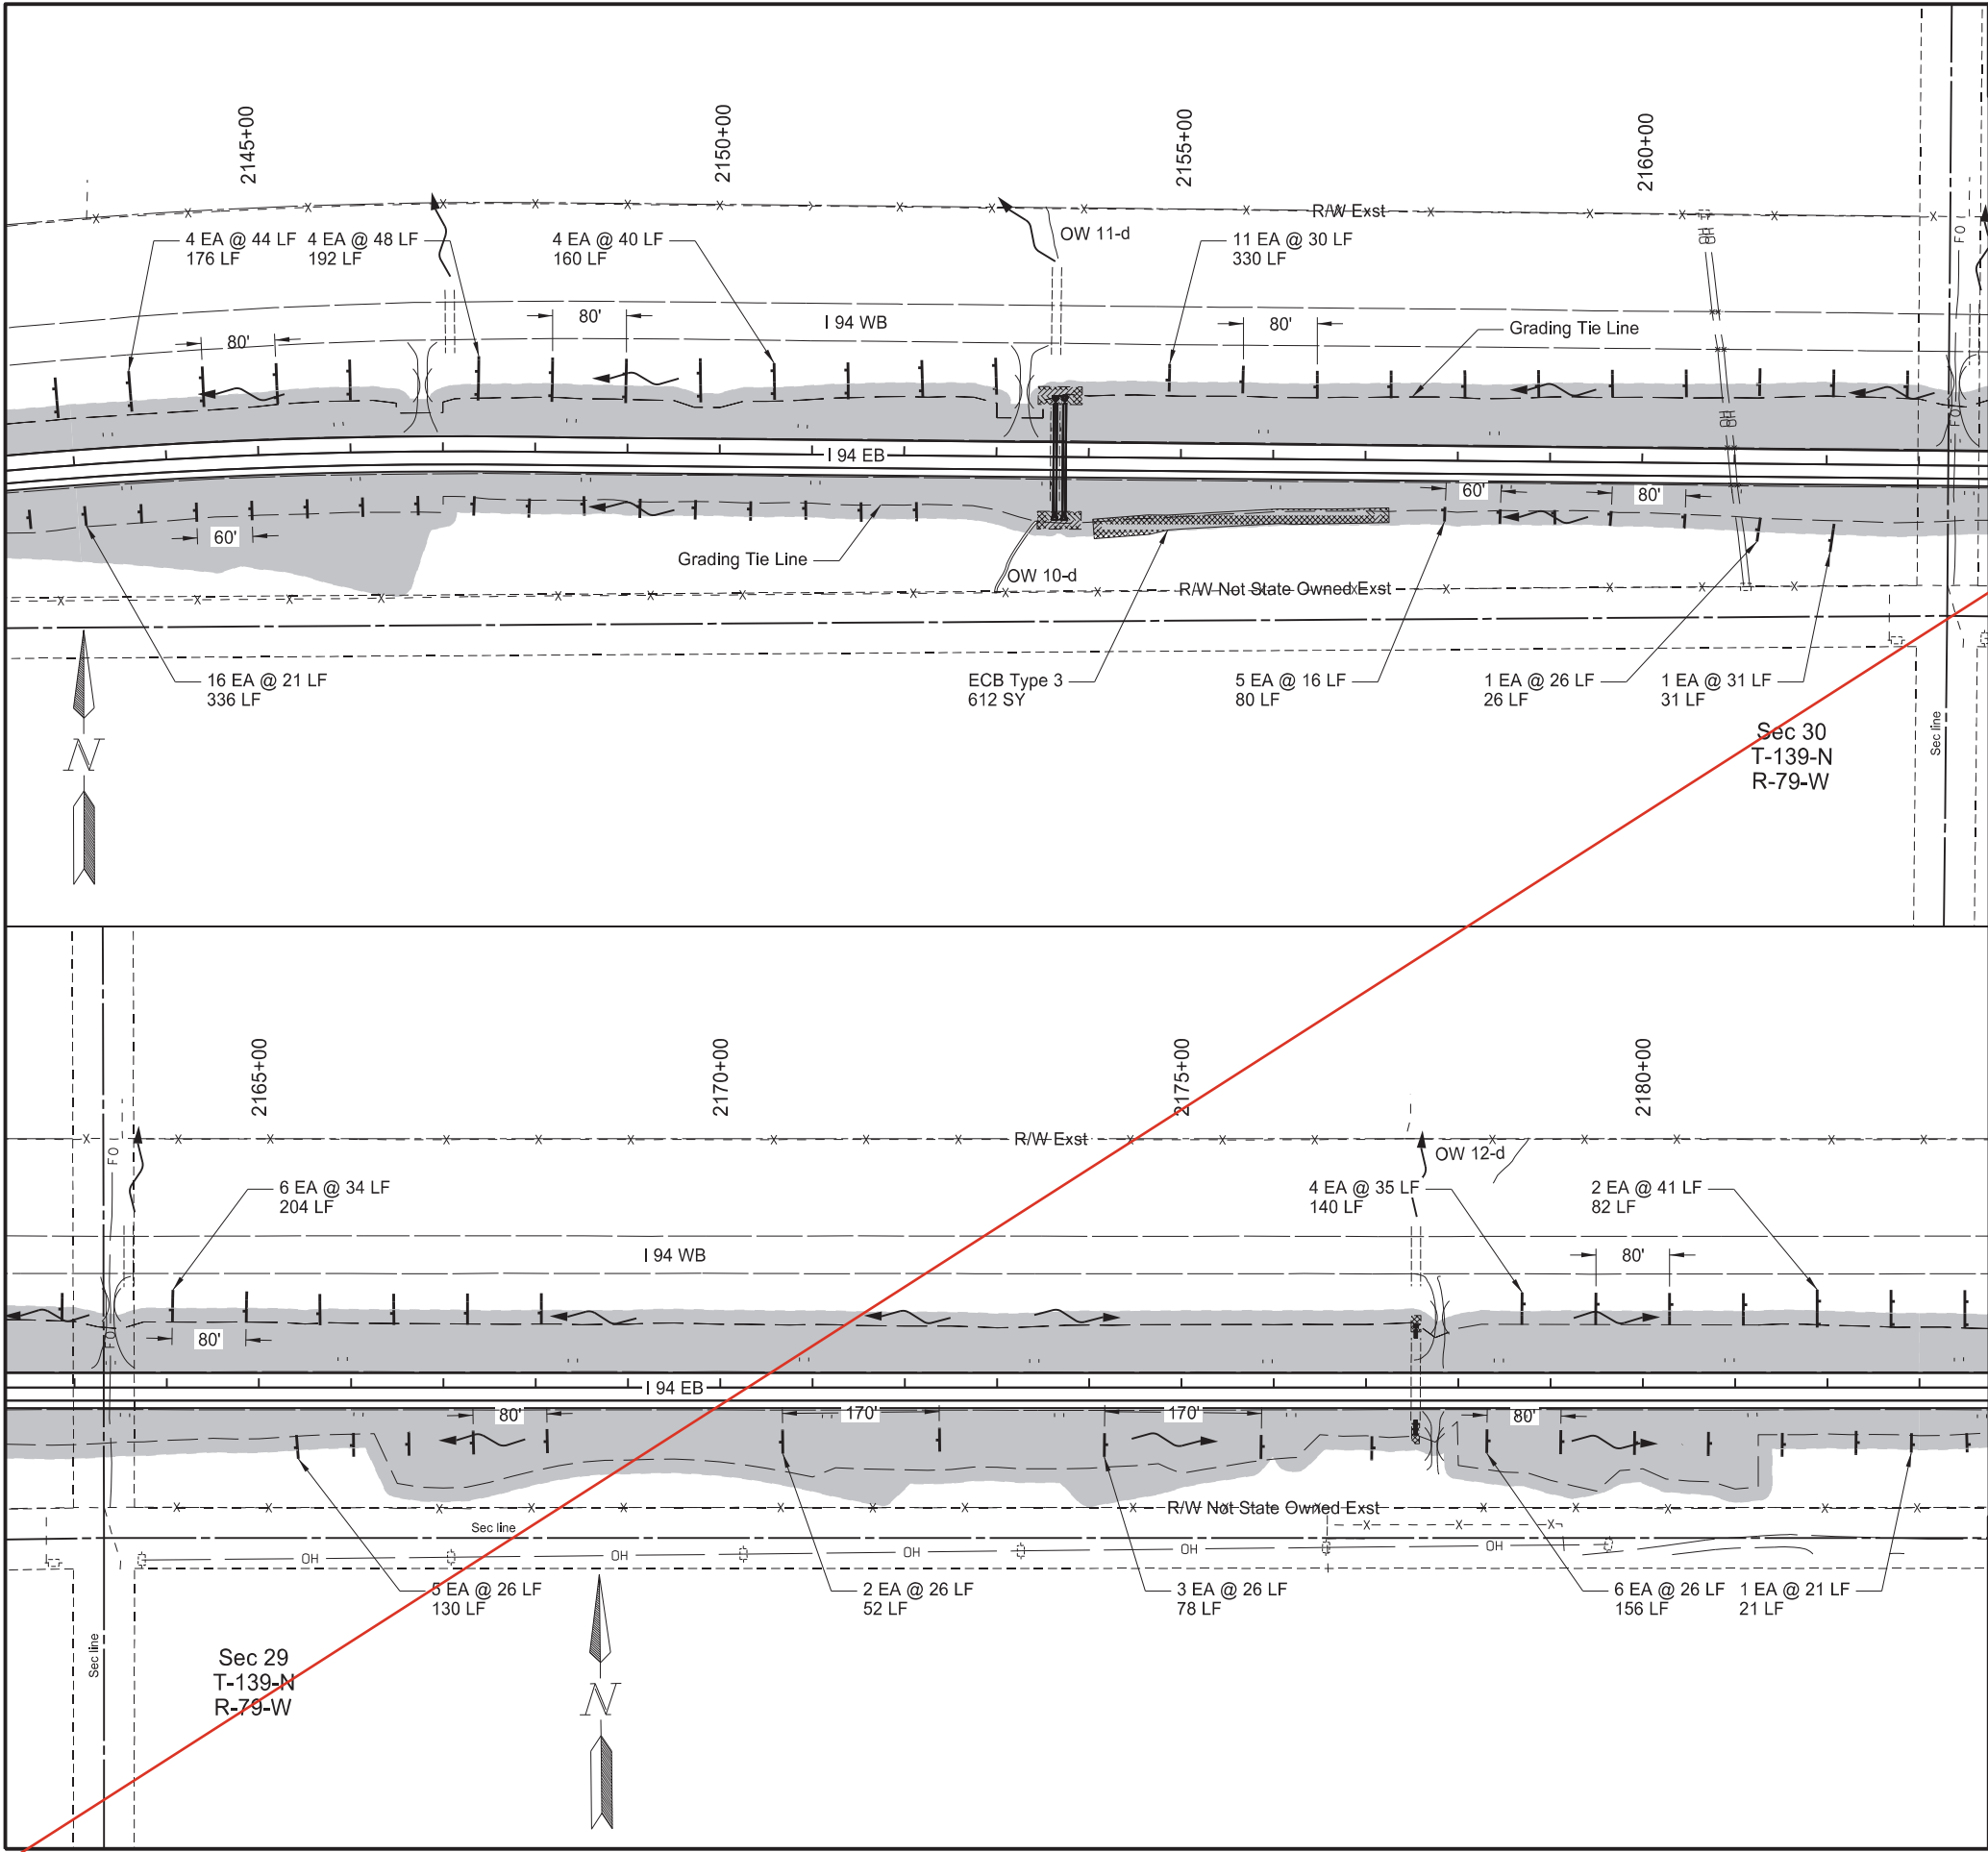 2145+00
2150+00
2155+00
2160+00
R/W Exst
OW 11-d
4 EA @ 44 LF
176 LF
4 EA @ 48 LF
192 LF
4 EA @ 40 LF
160 LF
11 EA @ 30 LF
330 LF
OH
OH
FO
80'
80'
I 94 WB
80'
Grading Tie Line
OH
OH
FO
I 94 EB
60'
80'
60'
Grading Tie Line
OW 10-d
R/W Not State Owned Exst
16 EA @ 21 LF
336 LF
ECB Type 3
612 SY
5 EA @ 16 LF
80 LF
1 EA @ 26 LF
26 LF
1 EA @ 31 LF
31 LF
Sec 30
T-139-N
R-79-W
Sec line
N
2165+00
2170+00
2175+00
2180+00
R/W Exst
FO
OW 12-d
6 EA @ 34 LF
204 LF
4 EA @ 35 LF
140 LF
2 EA @ 41 LF
82 LF
I 94 WB
80'
80'
FO
I 94 EB
80'
170'
170'
80'
R/W Not State Owned Exst
Sec line
OH
OH
OH
OH
OH
OH
5 EA @ 26 LF
130 LF
2 EA @ 26 LF
52 LF
3 EA @ 26 LF
78 LF
6 EA @ 26 LF
156 LF
1 EA @ 21 LF
21 LF
Sec line
Sec 29
T-139-N
R-79-W
N